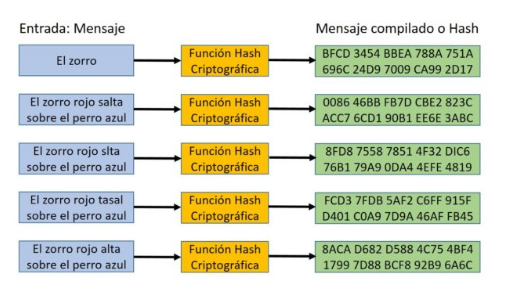 Entrada: Mensaje
Mensaje compilado o Hash
El zorro
Función Hash
Criptográfica
BFCD 3454 BBEA 788A 751A
696C 24D9 7009 CA99 2D17
El zorro rojo salta
sobre el perro azul
Función Hash
Criptográfica
0086 46BB FB7D CBE2 823C
ACC7 6CD1 90B1 EE6E 3ABC
El zorro rojo slta
sobre el perro azul
Función Hash
Criptográfica
8FD8 7558 7851 4F32 DIC6
76B1 79A9 0DA4 4EFE 4819
El zorro rojo tasal
sobre el perro azul
Función Hash
Criptográfica
FCD3 7FDB 5AF2 C6FF 915F
D401 C0A9 7D9A 46AF FB45
El zorro rojo alta
sobre el perro azul
Función Hash
Criptográfica
8ACA D682 D588 4C75 4BF4
1799 7D88 BCF8 92B9 6A6C